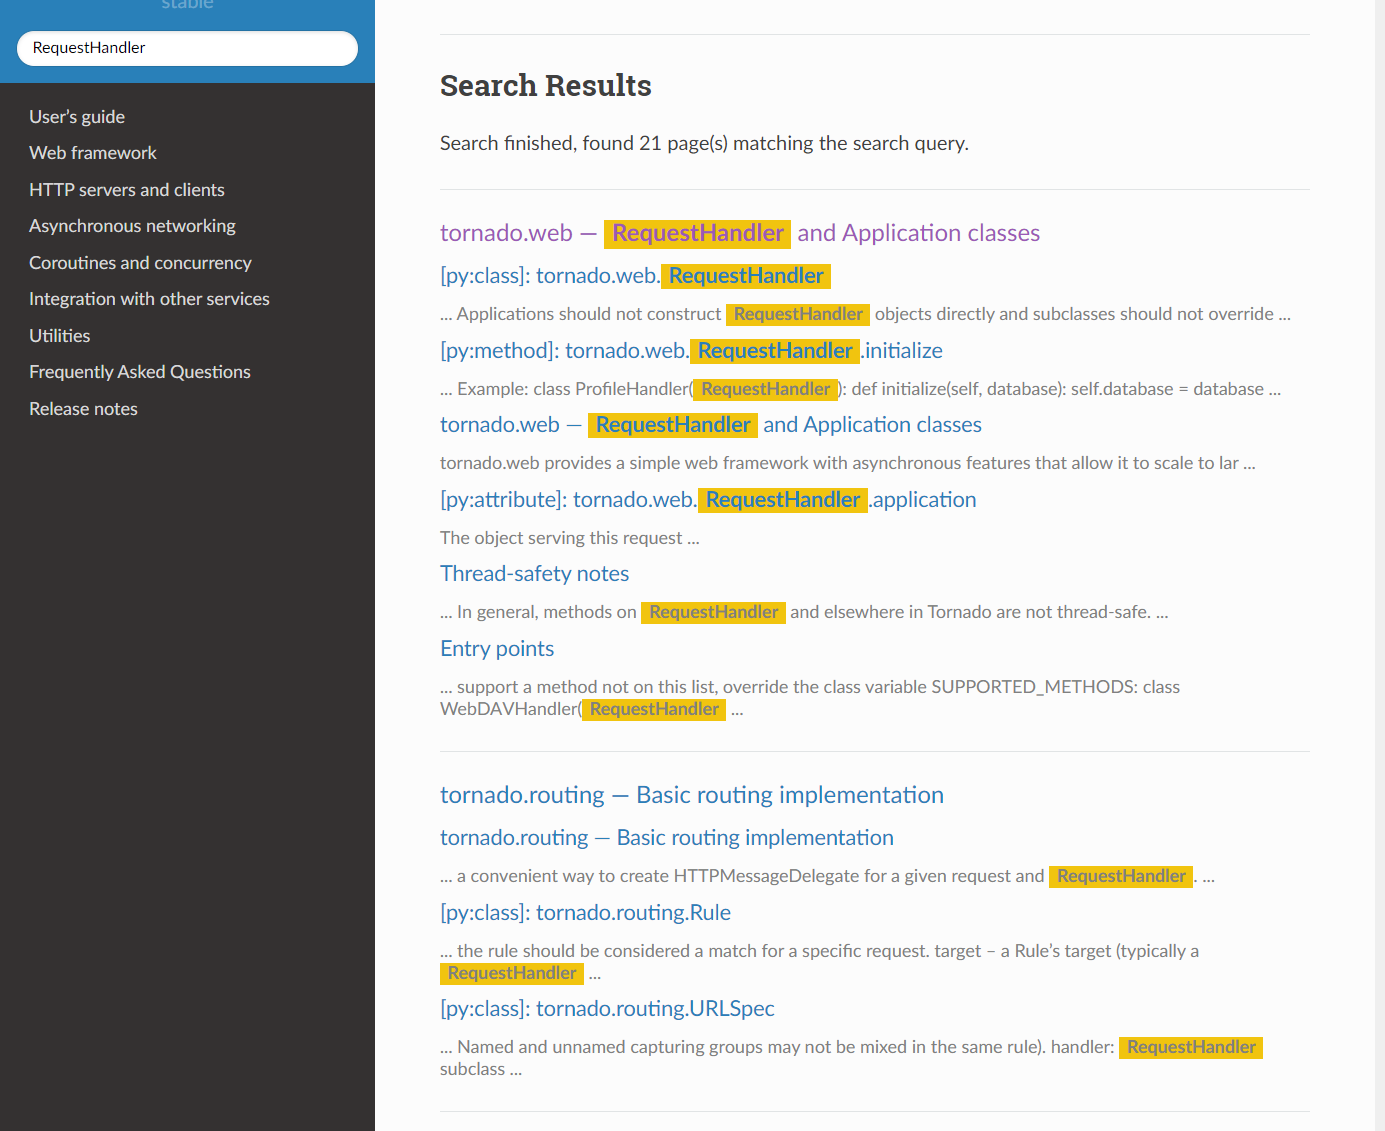 stable
RequestHandler
User's guide
Web framework
HTTP servers and clients
Asynchronous networking
Coroutines and concurrency
Integration with other services
Utilities
Frequently Asked Questions
Release notes
Search Results
Search finished, found 21 page(s) matching the search query.
tornado.web — RequestHandler and Application classes
[py:class]: tornado.web.RequestHandler
... Applications should not construct RequestHandler objects directly and subclasses should not override ...
[py:method]: tornado.web.RequestHandler.initialize
... Example: class ProfileHandler(RequestHandler): def initialize(self, database): self.database = database ...
tornado.web — RequestHandler and Application classes
tornado.web provides a simple web framework with asynchronous features that allow it to scale to lar ...
[py:attribute]: tornado.web.RequestHandler.application
The object serving this request ...
Thread-safety notes
... In general, methods on RequestHandler and elsewhere in Tornado are not thread-safe. ...
Entry points
... support a method not on this list, override the class variable SUPPORTED_METHODS: class
WebDAVHandler(RequestHandler ...
tornado.routing — Basic routing implementation
tornado.routing — Basic routing implementation
... a convenient way to create HTTPMessageDelegate for a given request and RequestHandler. ...
[py:class]: tornado.routing.Rule
... the rule should be considered a match for a specific request. target – a Rule's target (typically a
RequestHandler ...
[py:class]: tornado.routing.URLSpec
... Named and unnamed capturing groups may not be mixed in the same rule). handler: RequestHandler
subclass ...